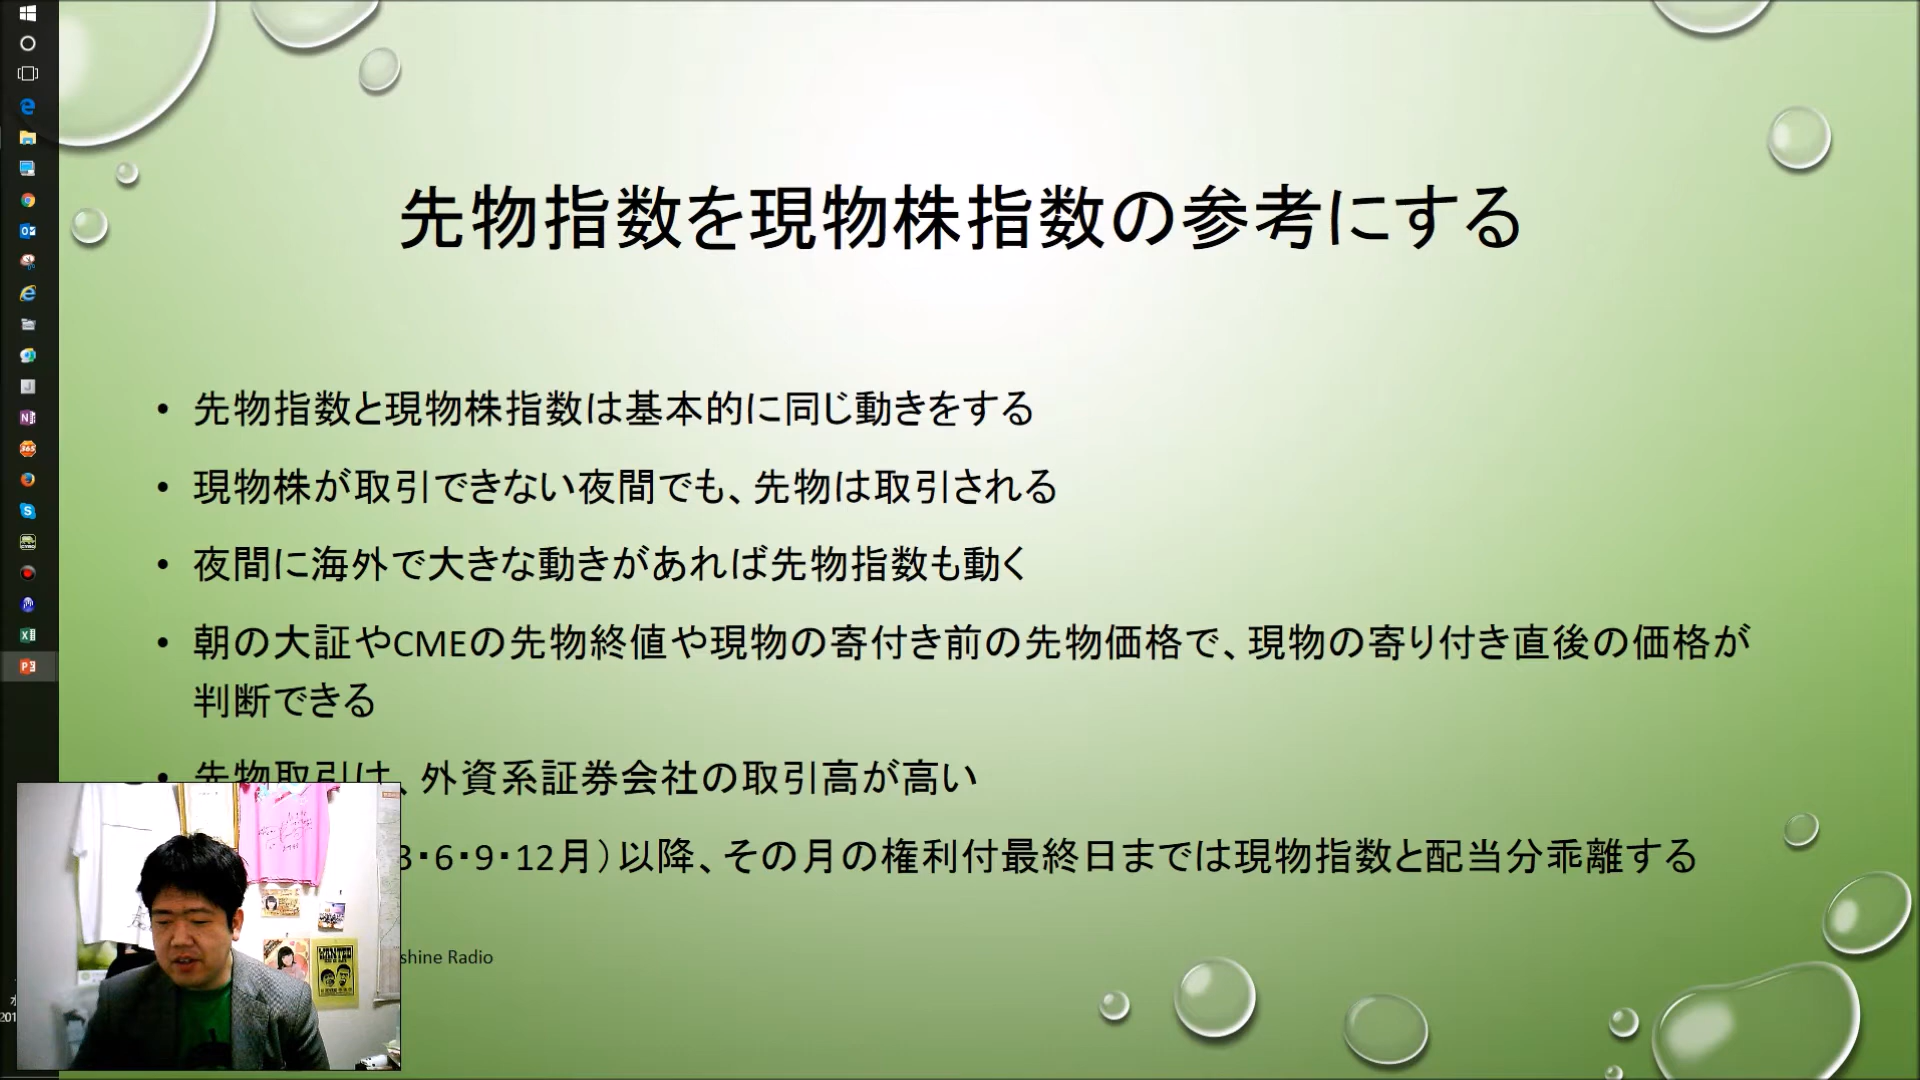 先物指数を現物株指数の参考にする
• 先物指数と現物株指数は基本的に同じ動きをする
• 現物株が取引できない夜間でも、先物は取引される
• 夜間に海外で大きな動きがあれば先物指数も動く
• 朝の大証やCMEの先物終値や現物の寄付き前の先物価格で、現物の寄り付き直後の価格が
判断できる
• 先物取引は、外資系証券会社の取引高が高い
3・6・9・12月）以降、その月の権利付最終日までは現物指数と配当分乖離する
WANTED
shine Radio
201